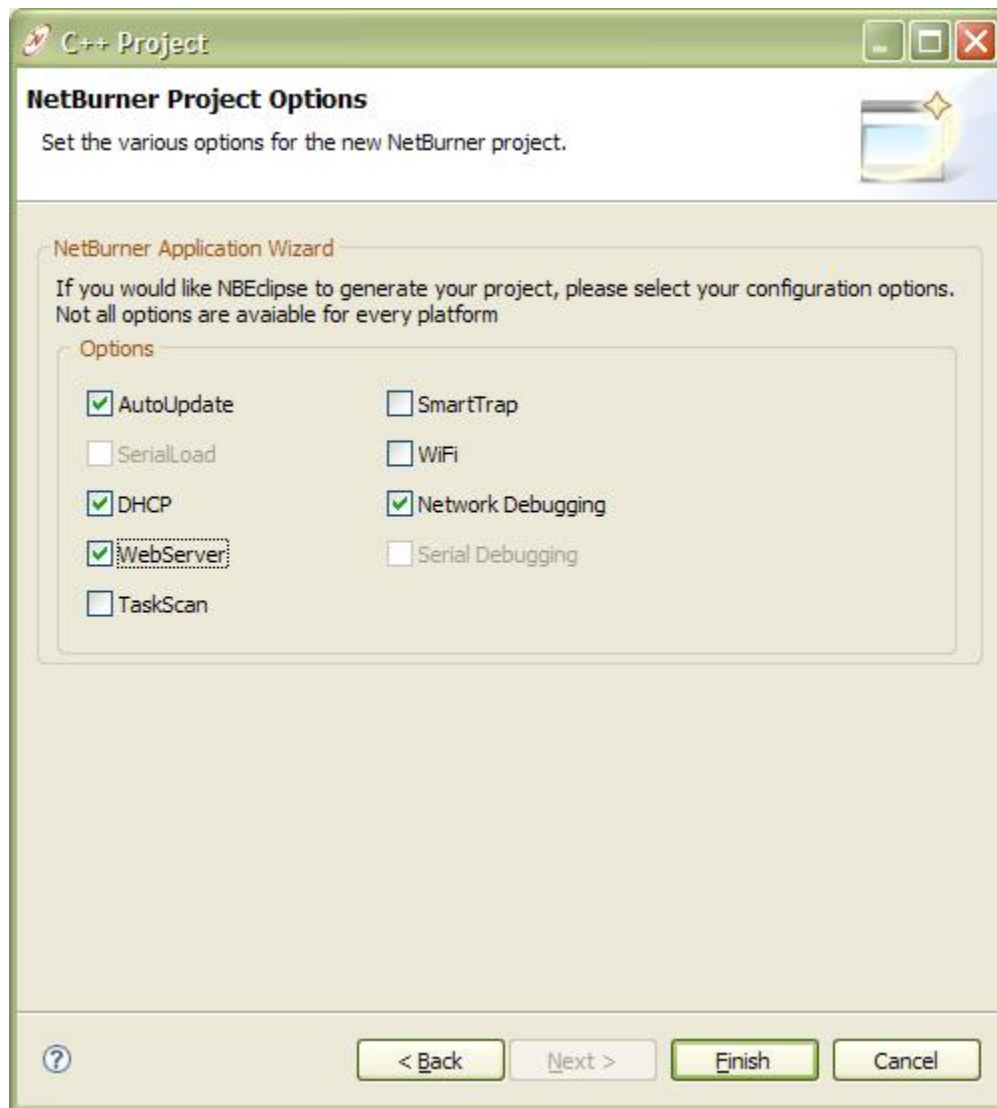 C++ Project
NetBurner Project Options
Set the various options for the new NetBurner project.
NetBurner Application Wizard
If you would like NBEclipse to generate your project, please select your configuration options.
Not all options are avaiable for every platform
Options
AutoUpdate
SmartTrap
SerialLoad
WiFi
DHCP
Network Debugging
WebServer
Serial Debugging
TaskScan
?
< Back
Next >
Finish
Cancel